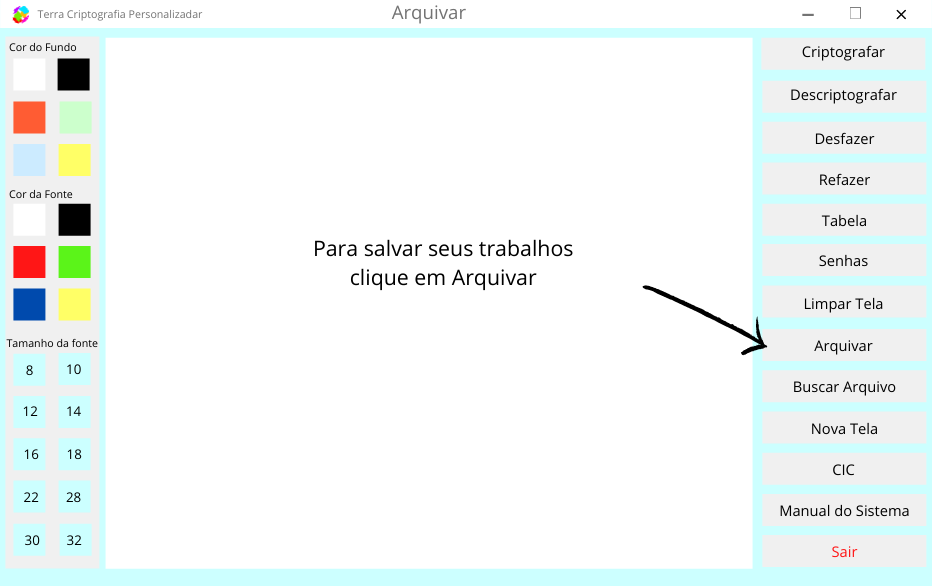 Terra Criptografia Personalizadar
Arquivar
Cor do Fundo
Cor da Fonte
Tamanho da fonte
8 10
12 14
16 18
22 28
30 32
Para salvar seus trabalhos
clique em Arquivar
Criptografar
Descriptografar
Desfazer
Refazer
Tabela
Senhas
Limpar Tela
Arquivar
Buscar Arquivo
Nova Tela
CIC
Manual do Sistema
Sair